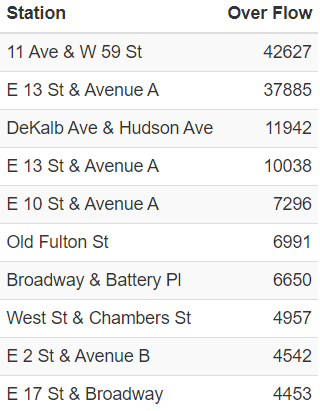 Station Over Flow
11 Ave & W 59 St 42627
E 13 St & Avenue A 37885
DeKalb Ave & Hudson Ave 11942
E 13 St & Avenue A 10038
E 10 St & Avenue A 7296
Old Fulton St 6991
Broadway & Battery Pl 6650
West St & Chambers St 4957
E 2 St & Avenue B 4542
E 17 St & Broadway 4453